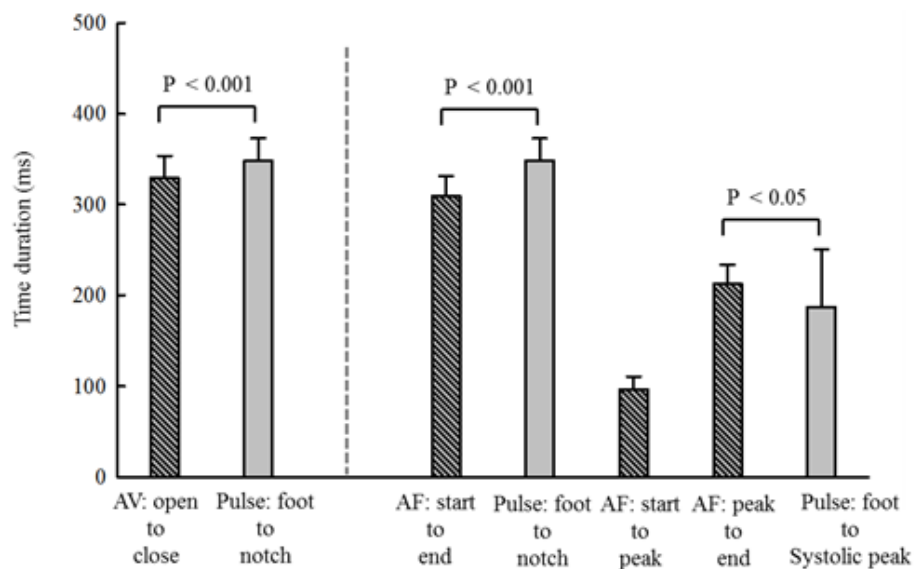 500
400
300
200
100
0
Time duration (ms)
P < 0.001
P < 0.001
P < 0.05
AV: open
to
close
Pulse: foot
to
notch
AF: start
to
end
Pulse: foot
to
notch
AF: start
to
peak
AF: peak
to
end
Pulse: foot
to
Systolic peak